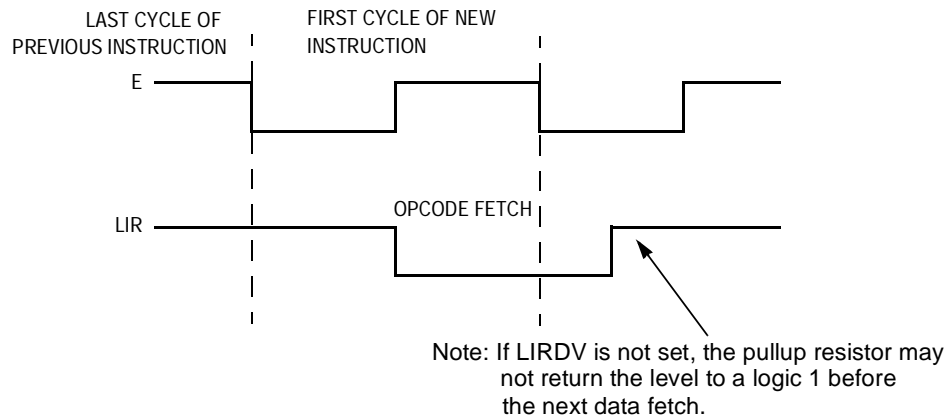 LAST CYCLE OF
PREVIOUS INSTRUCTION
FIRST CYCLE OF NEW
INSTRUCTION
E
OPCODE FETCH
LIR
Note: If LIRDV is not set, the pullup resistor may
not return the level to a logic 1 before
the next data fetch.